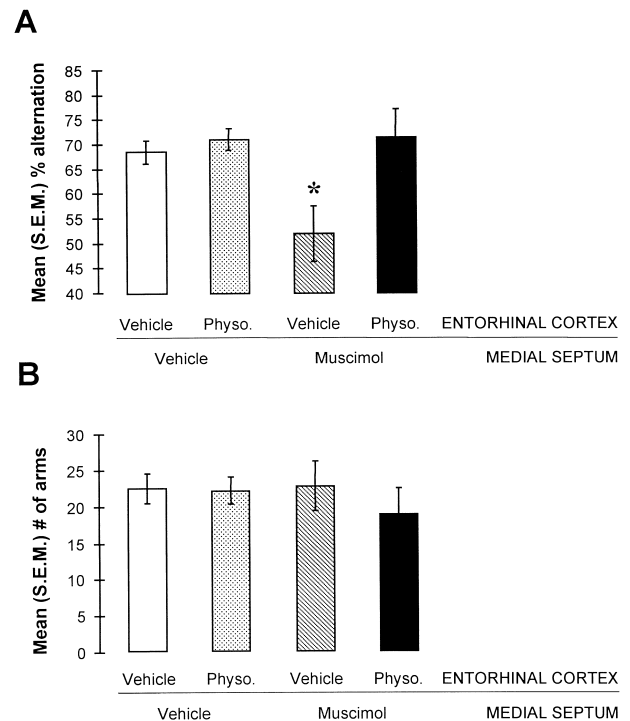 A
Mean (S.E.M.) % alternation
85
80
75
70
65
60
55
50
45
40
*
Vehicle Physo. Vehicle Physo. ENTORHINAL CORTEX
Vehicle Muscimol MEDIAL SEPTUM
B
Mean (S.E.M.) # of arms
30
25
20
15
10
5
0
Vehicle Physo. Vehicle Physo. ENTORHINAL CORTEX
Vehicle Muscimol MEDIAL SEPTUM